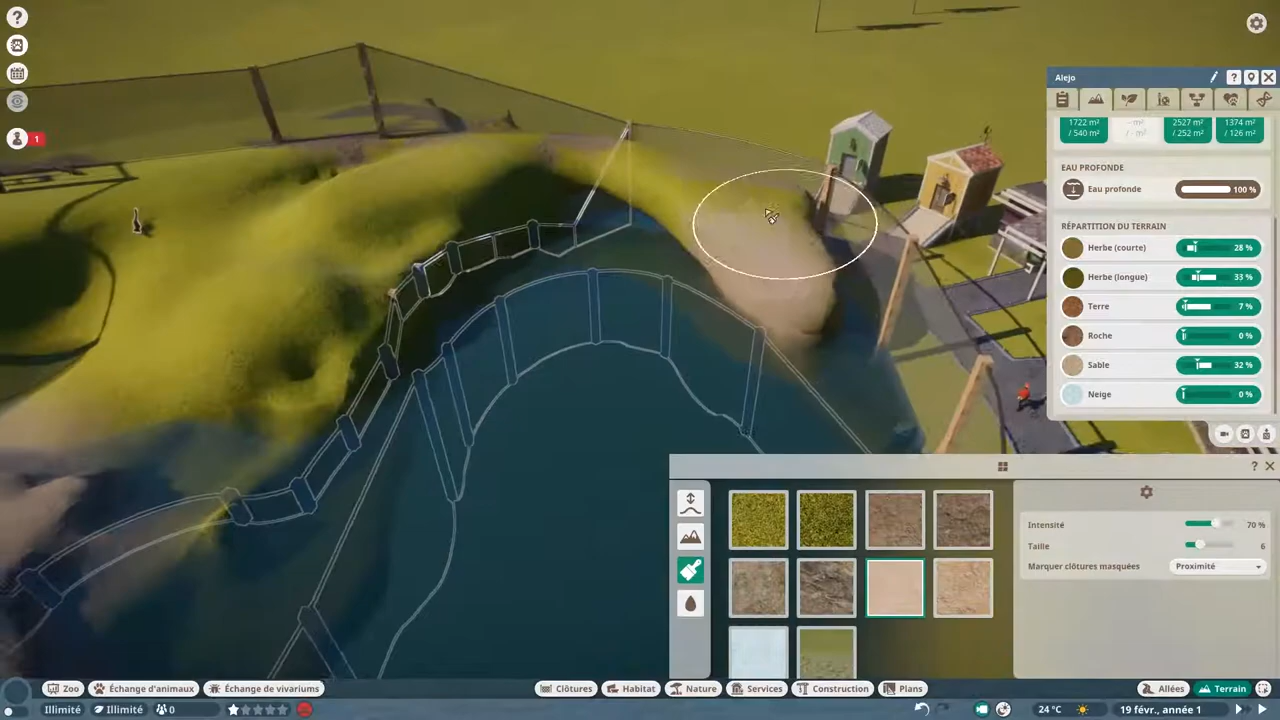 ?
1
Alejo
?
1722 m² 2527 m² 1374 m²
/ 540 m² / - m² / 252 m² / 126 m²
EAU PROFONDE
Eau profonde 100 %
RÉPARTITION DU TERRAIN
Herbe (courte) 28 %
Herbe (longue) 33 %
Terre 7 %
Roche 0 %
Sable 32 %
Neige 0 %
?
Intensité 70 %
Taille 6
Marquer clôtures masquées Proximité
Zoo Échange d'animaux Échange de vivariums Clôtures Habitat Nature Services Construction Plans Allées Terrain
Illimité Illimité 0 24 °C 19 févr., année 1